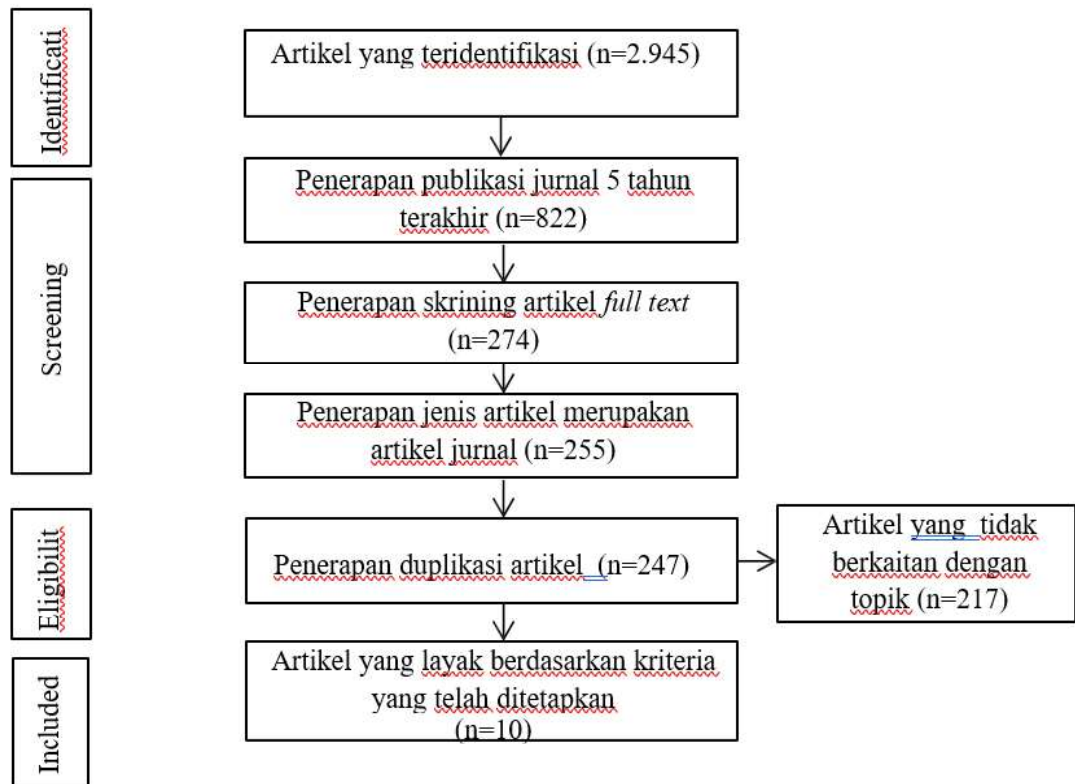 Identificati
Artikel yang teridentifikasi (n=2.945)
Screening
Penerapan publikasi jurnal 5 tahun
terakhir (n=822)
Penerapan skrining artikel full text
(n=274)
Penerapan jenis artikel merupakan
artikel jurnal (n=255)
Eligibilit
Penerapan duplikasi artikel (n=247)
Artikel yang tidak
berkaitan dengan
topik (n=217)
Included
Artikel yang layak berdasarkan kriteria
yang telah ditetapkan
(n=10)